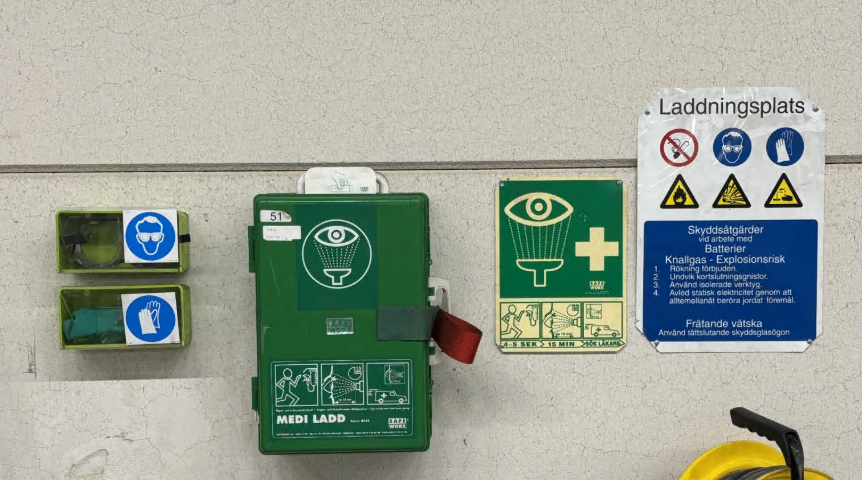 51
MEDI LADD
SAFE WORK
4-5 SEK
15 MIN
SÖK LÄKARE
Laddningsplats
Skyddsåtgärder
vid arbete med
Batterier
Knallgas - Explosionsrisk
1. Rökning förbjuden.
2. Undvik kortslutningsgnistor.
3. Använd isolerade verktyg.
4. Avled statisk elektricitet genom att
alltemellanåt beröra jordat föremål.
Frätande vätska
Använd tättslutande skyddsglasögon